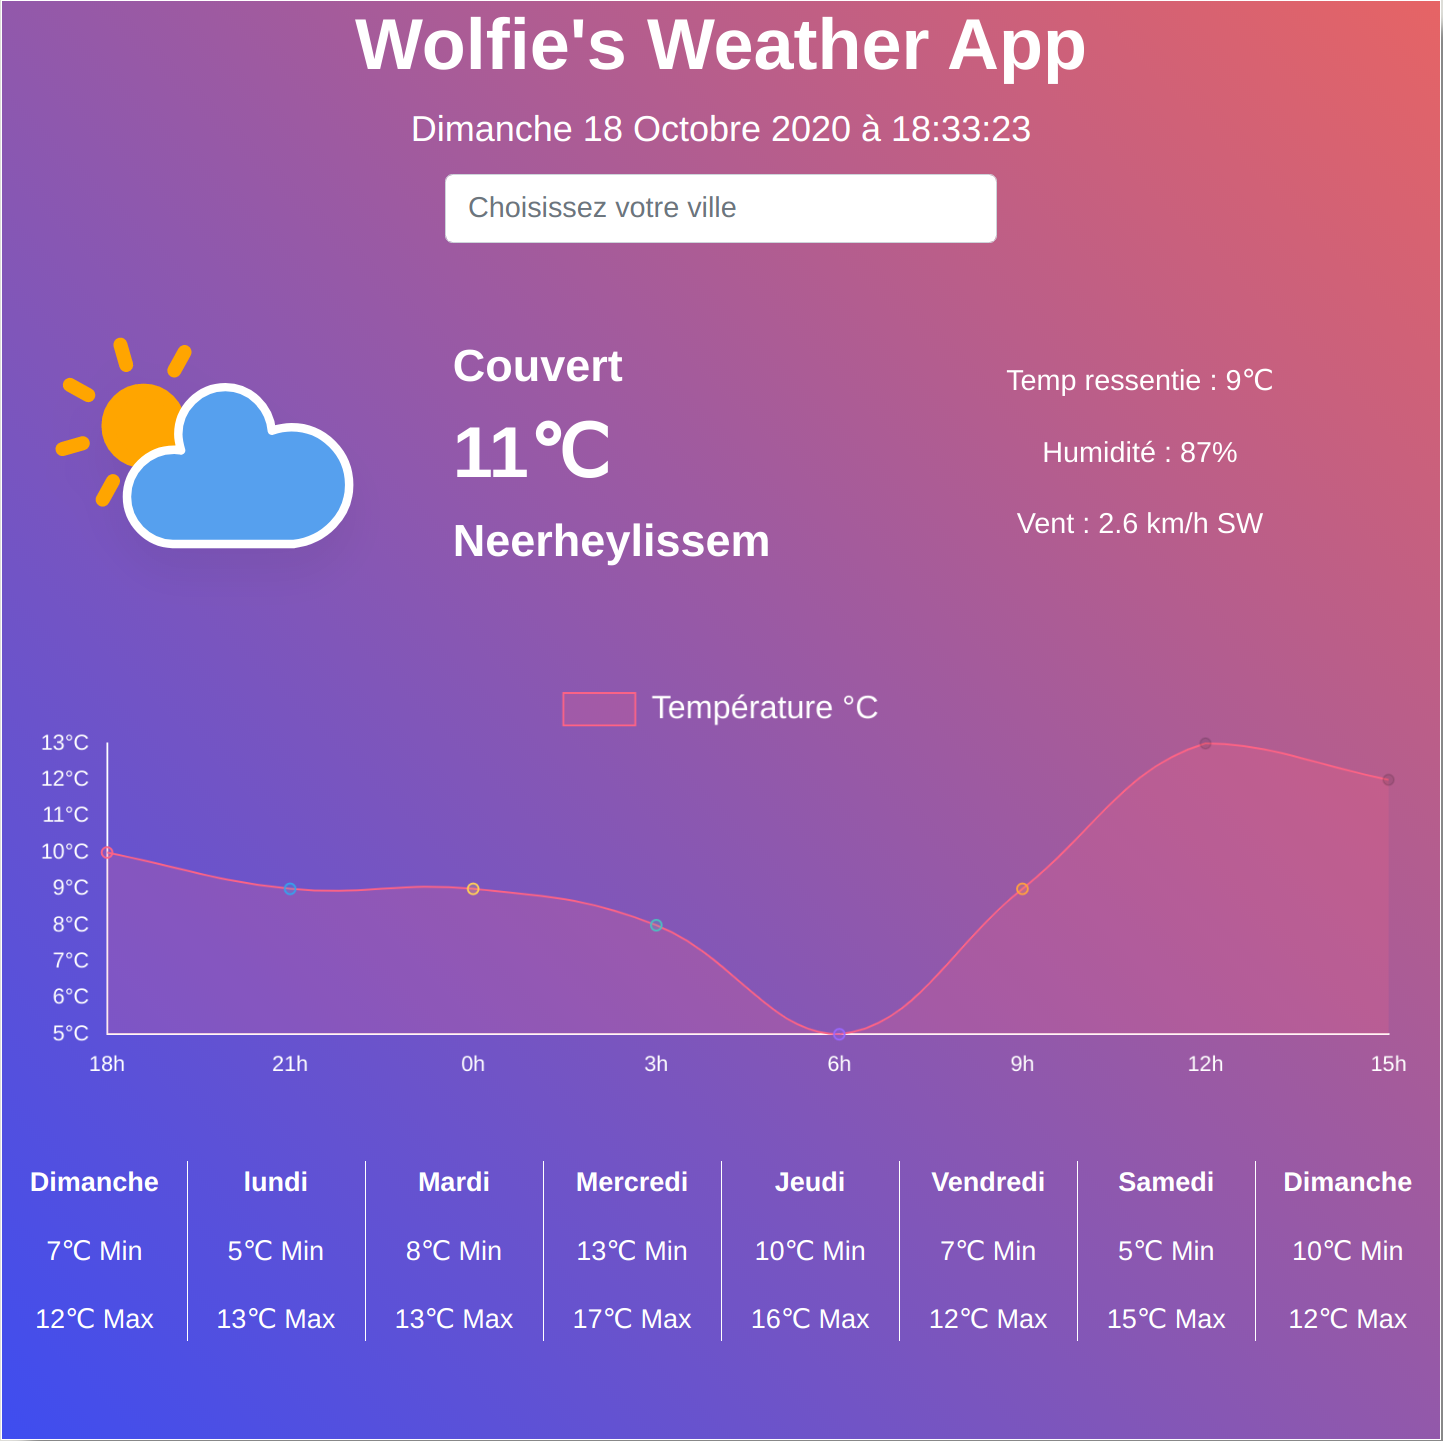 Wolfie's Weather App
Dimanche 18 Octobre 2020 à 18:33:23
Choisissez votre ville
Couvert
11℃
Neerheylissem
Temp ressentie : 9℃
Humidité : 87%
Vent : 2.6 km/h SW
Température °C
13°C
12°C
11°C
10°C
9°C
8°C
7°C
6°C
5°C
18h 21h 0h 3h 6h 9h 12h 15h
Dimanche lundi Mardi Mercredi Jeudi Vendredi Samedi Dimanche
7℃ Min 5℃ Min 8℃ Min 13℃ Min 10℃ Min 7℃ Min 5℃ Min 10℃ Min
12℃ Max 13℃ Max 13℃ Max 17℃ Max 16℃ Max 12℃ Max 15℃ Max 12℃ Max